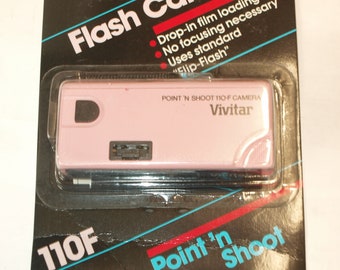 Flash Ca
• Drop-in film loading
• No focusing necessary
• Uses standard
"Flip-Flash"
POINT 'N SHOOT 110-F CAMERA
Vivitar
110F
Point 'n
Shoot